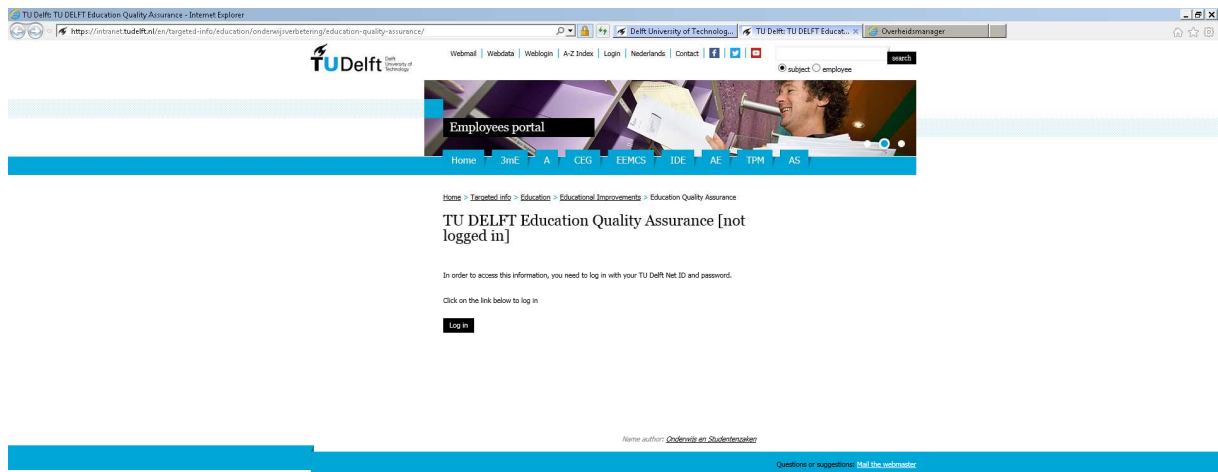 TU Delft: TU DELFT Education Quality Assurance - Internet Explorer
https://intranet.tudelft.nl/en/targeted-info/education/onderwijsverbetering/education-quality-assurance/
Delft University of Technolog...
TU Delft: TU DELFT Educat...
Overheidsmanager
TUDelft
Delft
University of
Technology
Webmail | Webdata | Weblogin | A-Z Index | Login | Nederlands | Contact
search
subject employee
Employees portal
Home 3mE A CEG EEMCS IDE AE TPM AS
Home > Targeted info > Education > Educational Improvements > Education Quality Assurance
TU DELFT Education Quality Assurance [not
logged in]
In order to access this information, you need to log in with your TU Delft Net ID and password.
Click on the link below to log in
Log in
Name author: Onderwijs en Studentenzaken
Questions or suggestions: Mail the webmaster